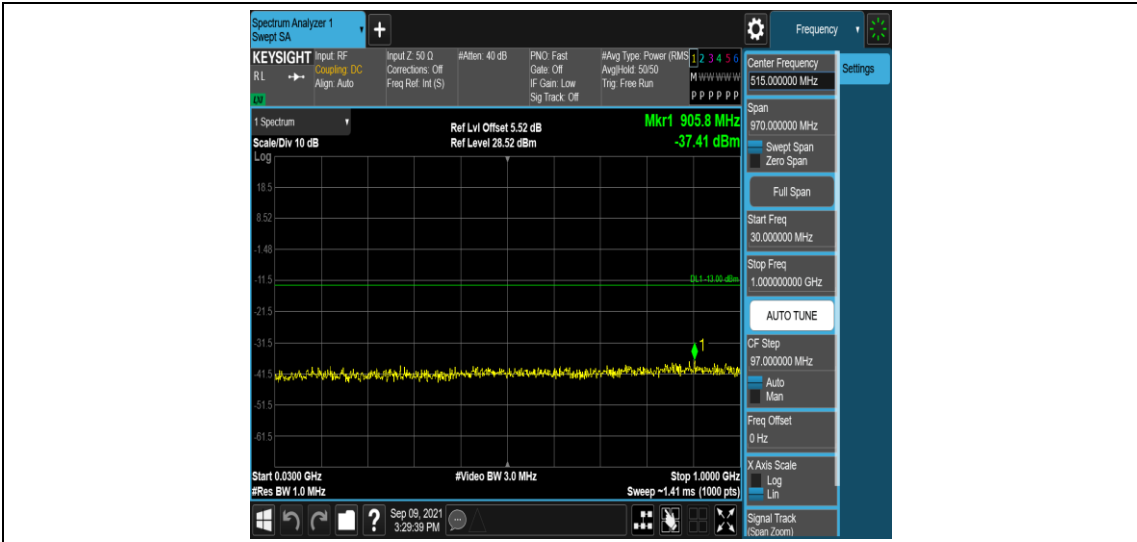 Spectrum Analyzer 1
Swept SA
+
Frequency
KEYSIGHT
RL
LXI
Input: RF
Coupling: DC
Align: Auto
Input Z: 50 Ω
Corrections: Off
Freq Ref: Int (S)
#Atten: 40 dB
PNO: Fast
Gate: Off
IF Gain: Low
Sig Track: Off
#Avg Type: Power (RMS
Avg|Hold: 50/50
Trig: Free Run
1 2 3 4 5 6
M W W W W W
P P P P P P
1 Spectrum
Scale/Div 10 dB
Log
Ref Lvl Offset 5.52 dB
Ref Level 28.52 dBm
Mkr1 905.8 MHz
-37.41 dBm
18.5
8.52
-1.48
-11.5
DL1 -13.00 dBm
-21.5
-31.5
1
-41.5
-51.5
-61.5
Start 0.0300 GHz
#Res BW 1.0 MHz
#Video BW 3.0 MHz
Stop 1.0000 GHz
Sweep ~1.41 ms (1000 pts)
?
Sep 09, 2021
3:29:39 PM
Center Frequency
515.000000 MHz
Settings
Span
970.000000 MHz
Swept Span
Zero Span
Full Span
Start Freq
30.000000 MHz
Stop Freq
1.000000000 GHz
AUTO TUNE
CF Step
97.000000 MHz
Auto
Man
Freq Offset
0 Hz
X Axis Scale
Log
Lin
Signal Track
(Span Zoom)